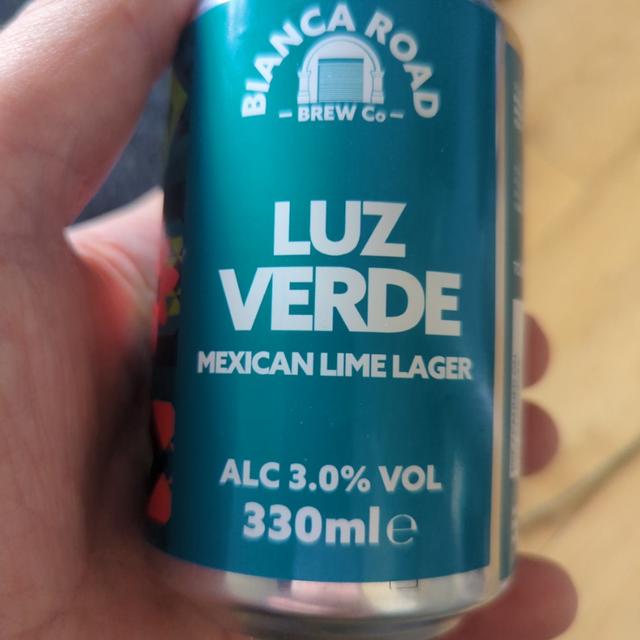 BIANCA ROAD
- BREW Co -
LUZ
VERDE
MEXICAN LIME LAGER
ALC 3.0% VOL
330ml e